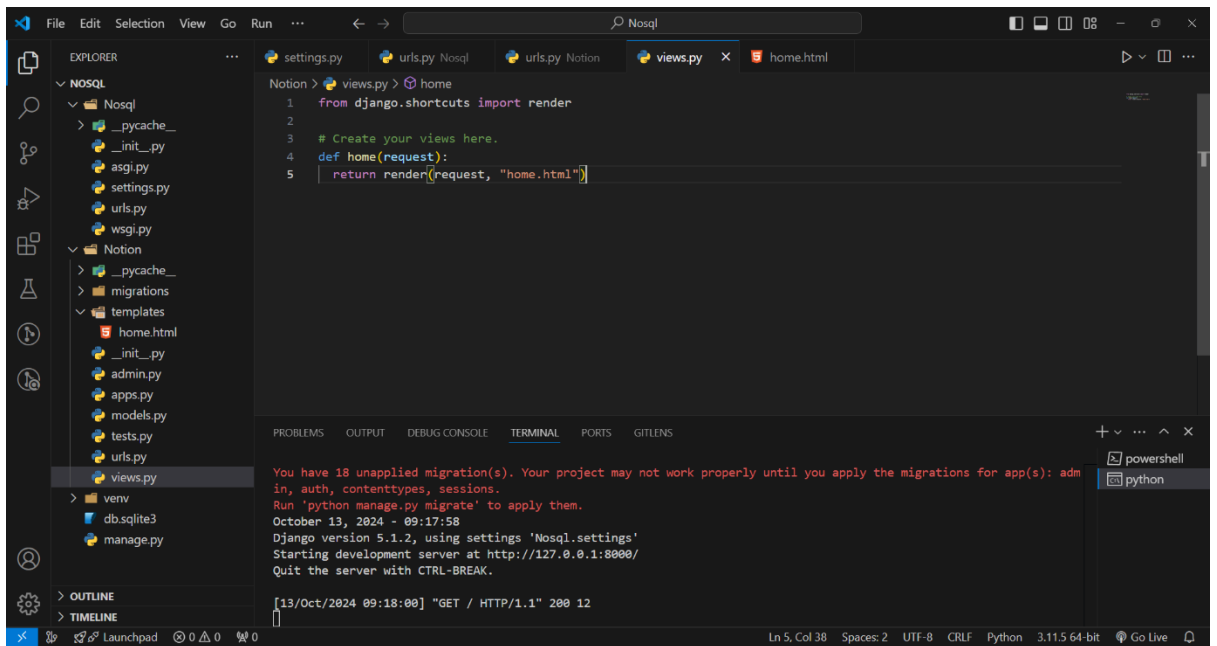 File Edit Selection View Go Run ··· Nosql
EXPLORER ···
NOSQL
Nosql
__pycache__
__init__.py
asgi.py
settings.py
urls.py
wsgi.py
Notion
__pycache__
migrations
templates
home.html
__init__.py
admin.py
apps.py
models.py
tests.py
urls.py
views.py
venv
db.sqlite3
manage.py
OUTLINE
TIMELINE
settings.py urls.py Nosql urls.py Notion views.py home.html
Notion > views.py > home
1 from django.shortcuts import render
2
3 # Create your views here.
4 def home(request):
5 return render(request, "home.html")
PROBLEMS OUTPUT DEBUG CONSOLE TERMINAL PORTS GITLENS
You have 18 unapplied migration(s). Your project may not work properly until you apply the migrations for app(s): adm
in, auth, contenttypes, sessions.
Run 'python manage.py migrate' to apply them.
October 13, 2024 - 09:17:58
Django version 5.1.2, using settings 'Nosql.settings'
Starting development server at http://127.0.0.1:8000/
Quit the server with CTRL-BREAK.
[13/Oct/2024 09:18:00] "GET / HTTP/1.1" 200 12
powershell
python
Launchpad 0 0 0 Ln 5, Col 38 Spaces: 2 UTF-8 CRLF Python 3.11.5 64-bit Go Live